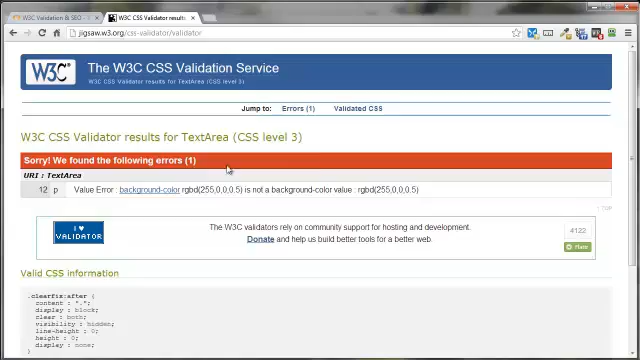 W3C Validation & SEO - V
W3C CSS Validator results
jigsaw.w3.org/css-validator/validator
W3C®
The W3C CSS Validation Service
W3C CSS Validator results for TextArea (CSS level 3)
Jump to: Errors (1) Validated CSS
W3C CSS Validator results for TextArea (CSS level 3)
Sorry! We found the following errors (1)
URI : TextArea
12 p Value Error : background-color rgbd(255,0,0,0.5) is not a background-color value : rgbd(255,0,0,0.5)
↑ TOP
I ♥
VALIDATOR
The W3C validators rely on community support for hosting and development.
Donate and help us build better tools for a better web.
4122
Flattr
Valid CSS information
.clearfix:after {
content : ".";
display : block;
clear : both;
visibility : hidden;
line-height : 0;
height : 0;
display : none;
}